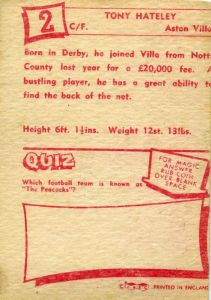 2
TONY HATELEY
C/F. Aston Villa
Born in Derby, he joined Villa from Notts
County last year for a £20,000 fee. A
bustling player, he has a great ability to
find the back of the net.
Height 6ft. 1½ins. Weight 12st. 13lbs.
QUIZ
Which football team is known as
"The Peacocks"?
FOR MAGIC
ANSWER
RUB COIN
OVER BLANK
SPACE
PRINTED IN ENGLAND